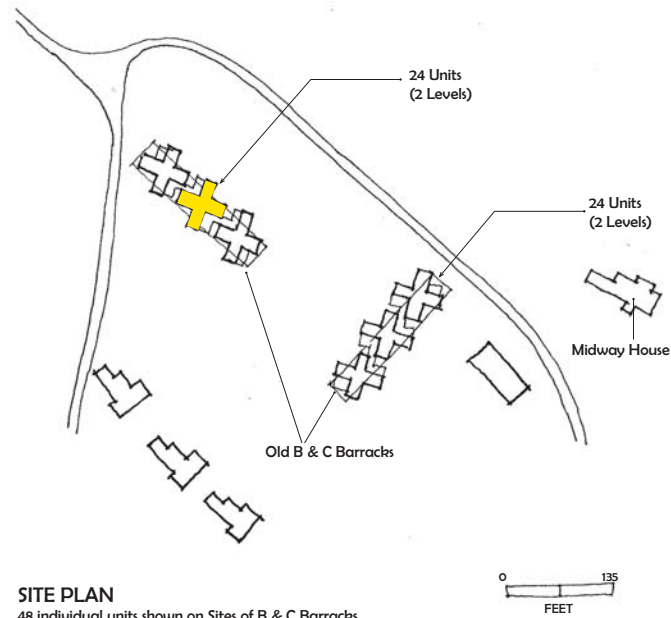 24 Units
(2 Levels)
24 Units
(2 Levels)
Midway House
Old B & C Barracks
SITE PLAN
48 individual units shown on Sites of B & C Barracks
0 135
FEET